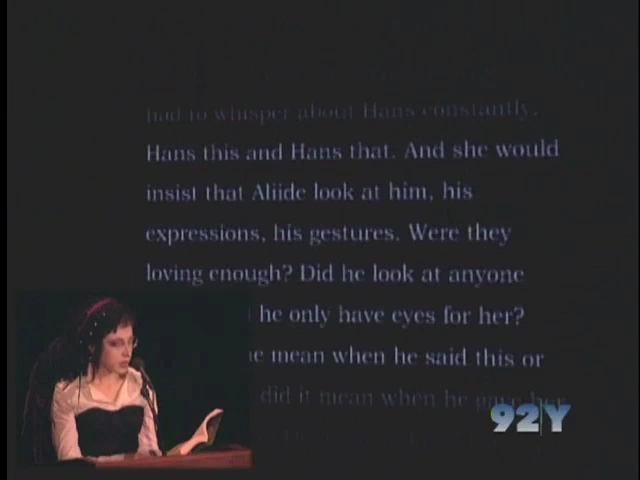 had to whisper about Hans constantly,
Hans this and Hans that. And she would
insist that Aliide look at him, his
expressions, his gestures. Were they
loving enough? Did he look at anyone
he only have eyes for her?
mean when he said this or
did it mean when he gave her
92Y